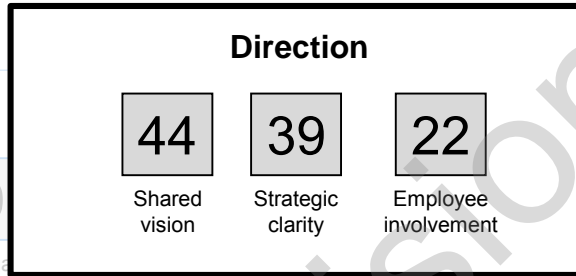 Direction
44 39 22
Shared vision
Strategic clarity
Employee involvement